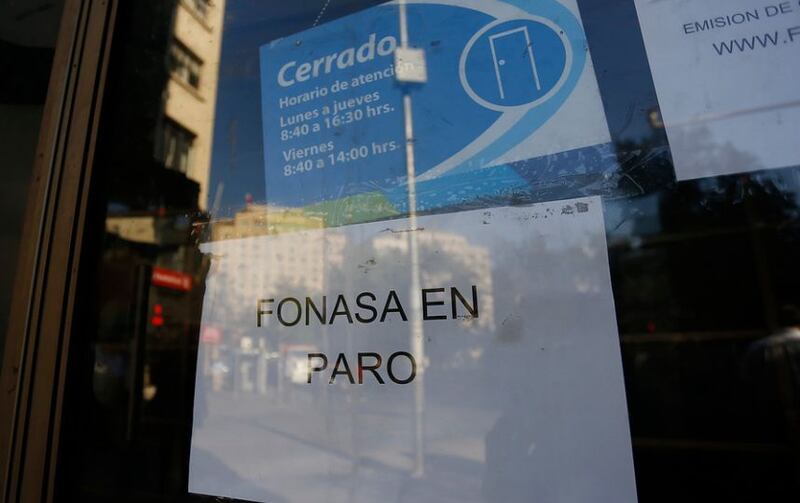 Cerrado
Horario de atención
Lunes a jueves
8:40 a 16:30 hrs.
Viernes
8:40 a 14:00 hrs.
EMISION DE
WWW.F
FONASA EN
PARO